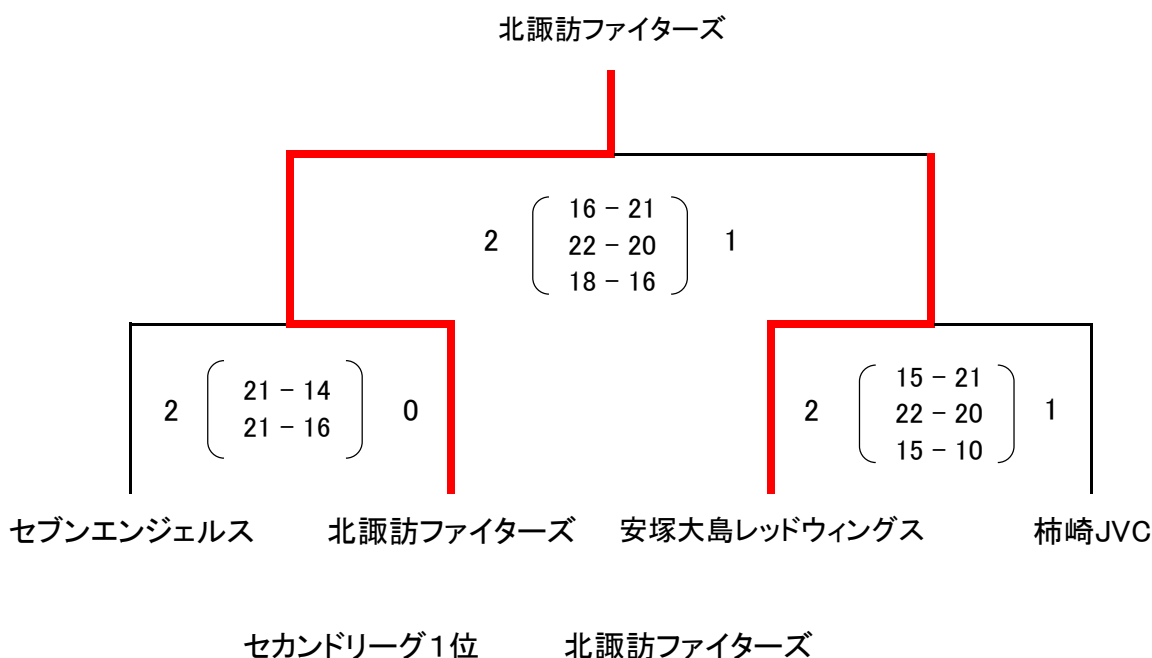 北諏訪ファイターズ
2 16 − 21 1
22 − 20
18 − 16
2 21 − 14 0
21 − 16
2 15 − 21 1
22 − 20
15 − 10
セブンエンジェルス 北諏訪ファイターズ 安塚大島レッドウィングス 柿崎JVC
セカンドリーグ１位 北諏訪ファイターズ